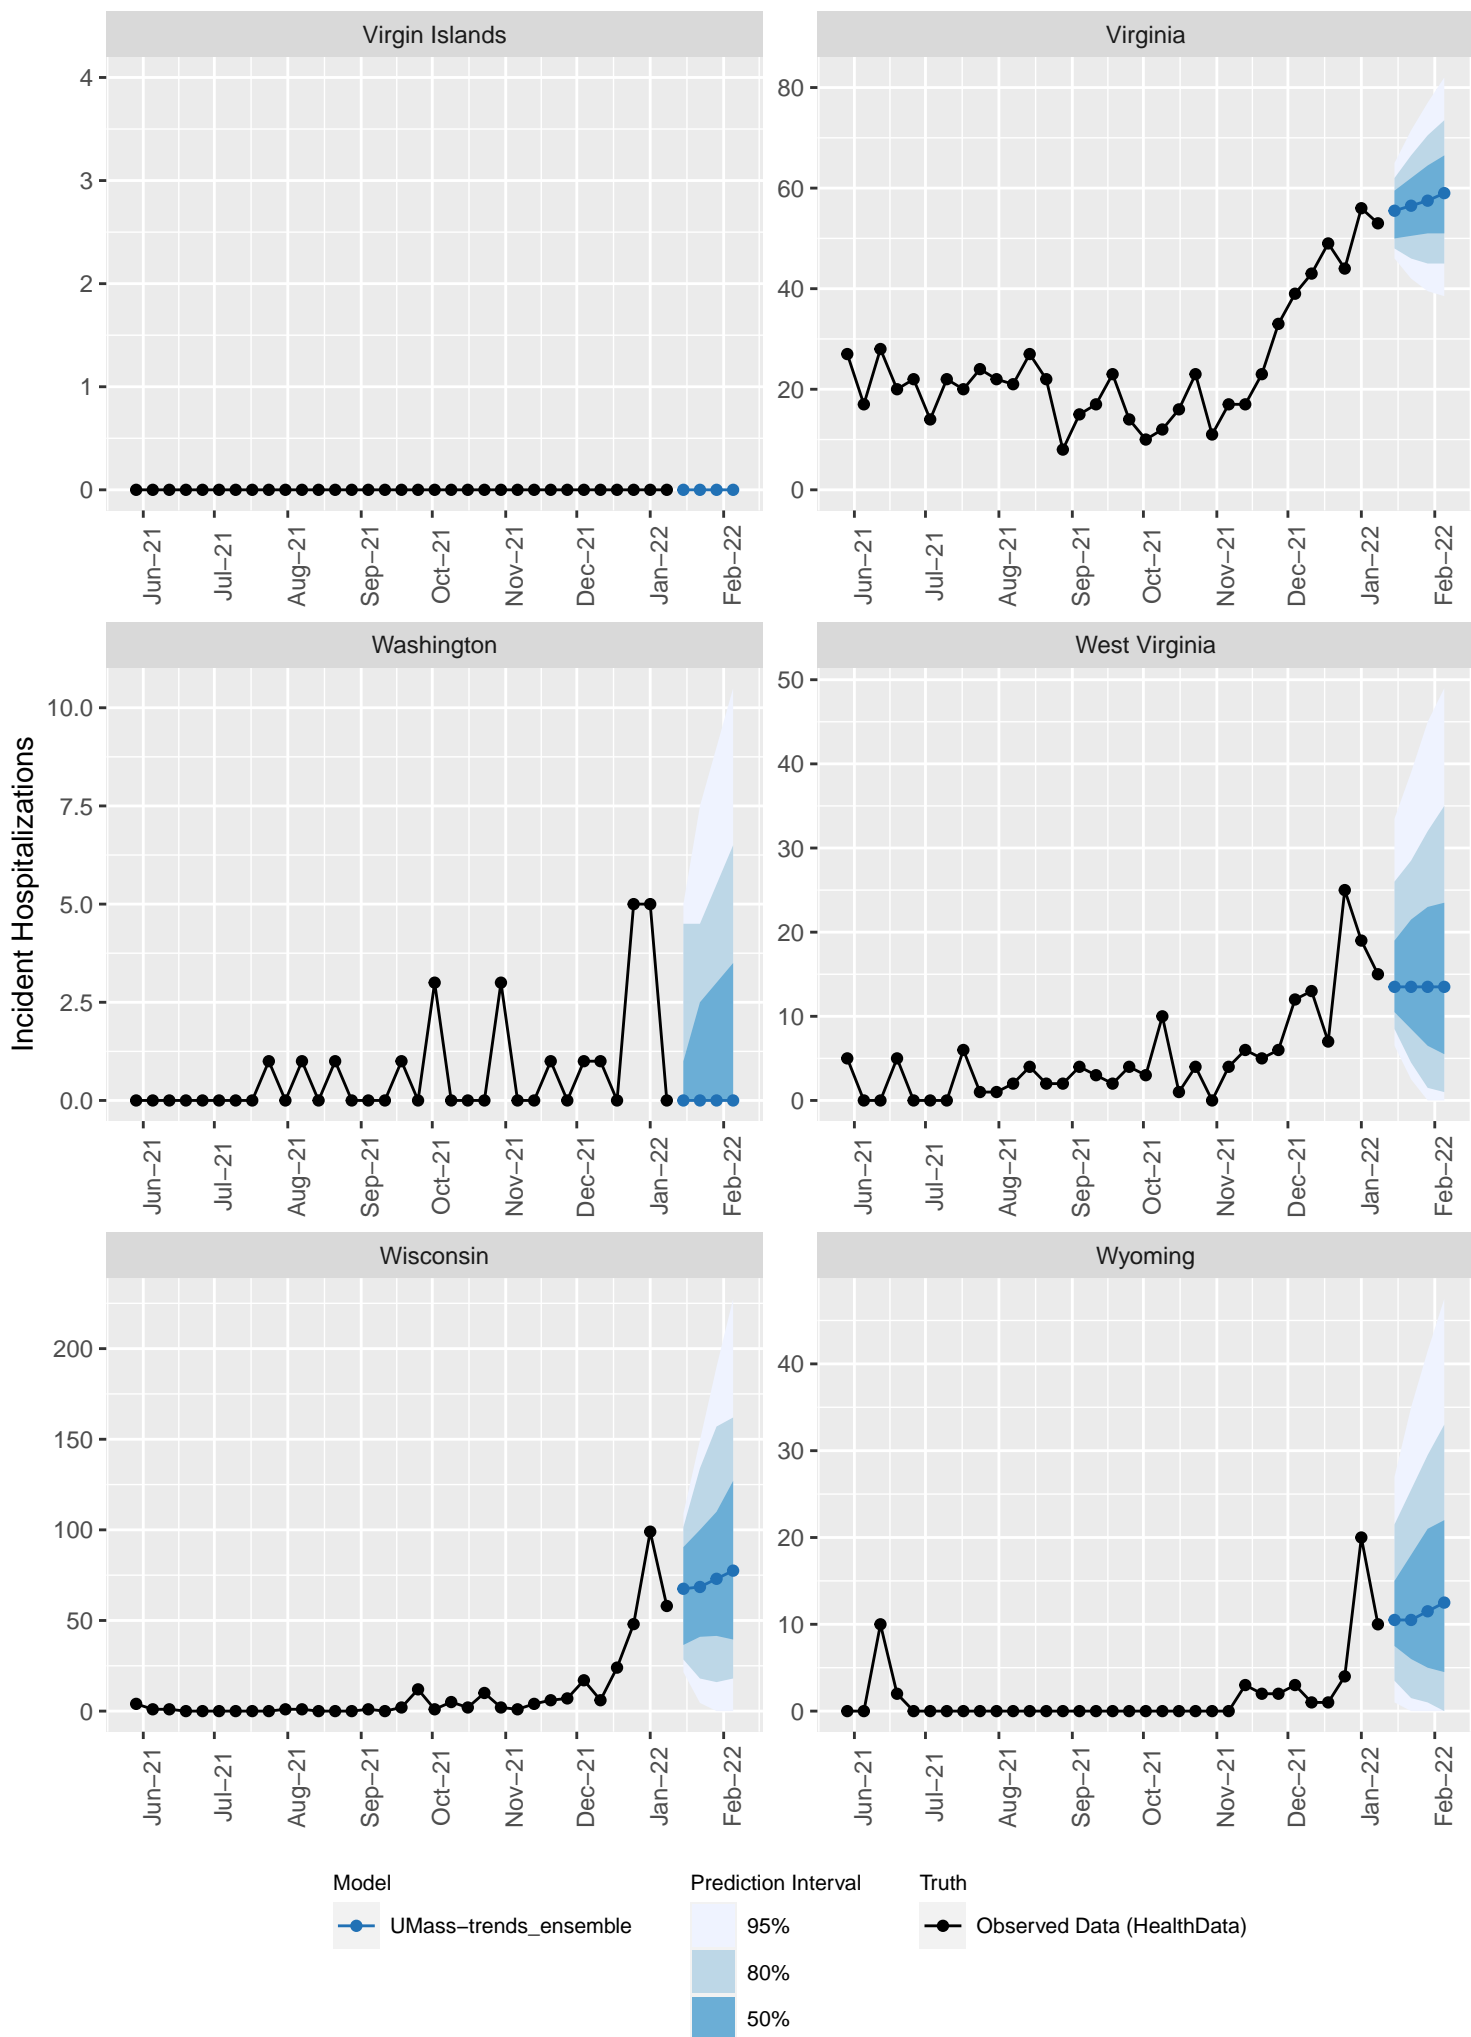 Virgin Islands
Virginia
4
3
2
1
0
80
60
40
20
0
Jun−21
Jul−21
Aug−21
Sep−21
Oct−21
Nov−21
Dec−21
Jan−22
Feb−22
Jun−21
Jul−21
Aug−21
Sep−21
Oct−21
Nov−21
Dec−21
Jan−22
Feb−22
Incident Hospitalizations
Washington
West Virginia
10.0
7.5
5.0
2.5
0.0
50
40
30
20
10
0
Jun−21
Jul−21
Aug−21
Sep−21
Oct−21
Nov−21
Dec−21
Jan−22
Feb−22
Jun−21
Jul−21
Aug−21
Sep−21
Oct−21
Nov−21
Dec−21
Jan−22
Feb−22
Wisconsin
Wyoming
200
150
100
50
0
40
30
20
10
0
Jun−21
Jul−21
Aug−21
Sep−21
Oct−21
Nov−21
Dec−21
Jan−22
Feb−22
Jun−21
Jul−21
Aug−21
Sep−21
Oct−21
Nov−21
Dec−21
Jan−22
Feb−22
Model
UMass−trends_ensemble
Prediction Interval
95%
80%
50%
Truth
Observed Data (HealthData)